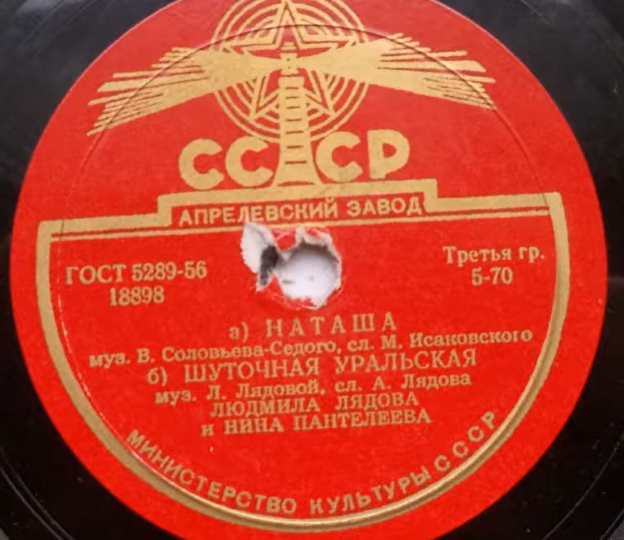 СССР
АПРЕЛЕВСКИЙ ЗАВОД
ГОСТ 5289-56
18898
Третья гр.
5-70
а) НАТАША
муз. В. Соловьева-Седого, сл. М. Исаковского
б) ШУТОЧНАЯ УРАЛЬСКАЯ
муз. Л. Лядовой, сл. А. Лядова
ЛЮДМИЛА ЛЯДОВА
и НИНА ПАНТЕЛЕЕВА
МИНИСТЕРСТВО КУЛЬТУРЫ СССР